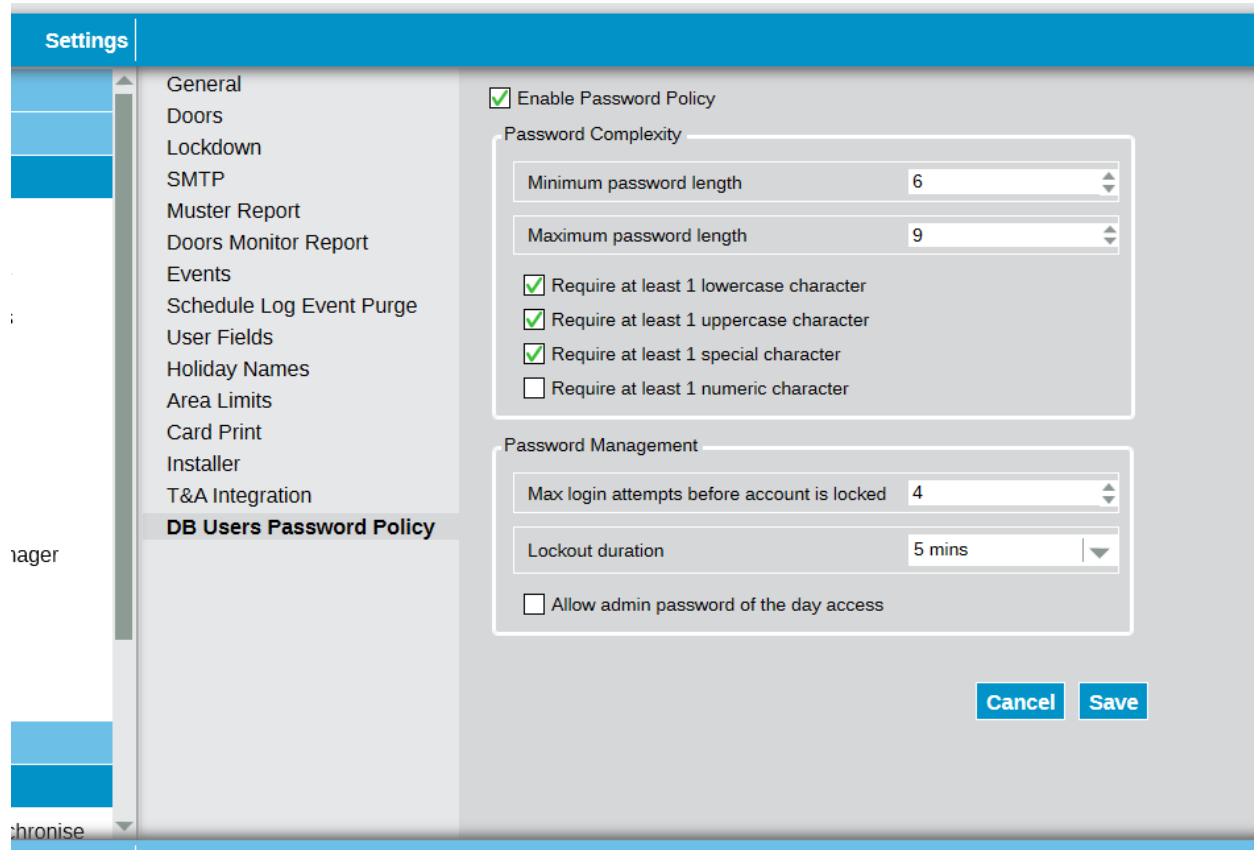 Settings
General
Doors
Lockdown
SMTP
Muster Report
Doors Monitor Report
Events
Schedule Log Event Purge
User Fields
Holiday Names
Area Limits
Card Print
Installer
T&A Integration
DB Users Password Policy
Enable Password Policy
Password Complexity
Minimum password length 6
Maximum password length 9
Require at least 1 lowercase character
Require at least 1 uppercase character
Require at least 1 special character
Require at least 1 numeric character
Password Management
Max login attempts before account is locked 4
Lockout duration 5 mins
Allow admin password of the day access
Cancel Save